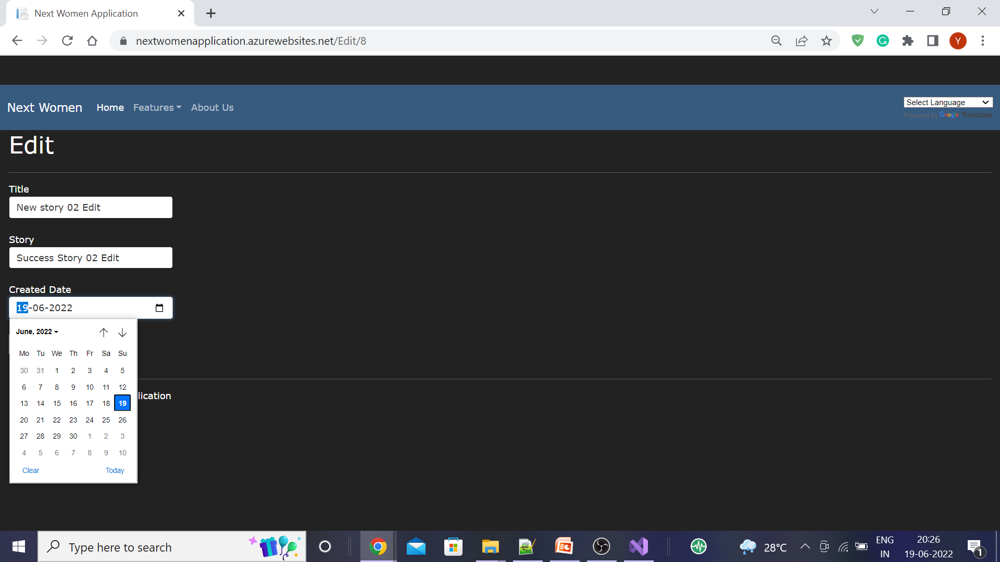 Next Women Application
nextwomenapplication.azurewebsites.net/Edit/8
Y
Next Women Home Features About Us
Select Language
Powered by Google Translate
Edit
Title
New story 02 Edit
Story
Success Story 02 Edit
Created Date
19-06-2022
June, 2022
Mo Tu We Th Fr Sa Su
30 31 1 2 3 4 5
6 7 8 9 10 11 12
13 14 15 16 17 18 19
20 21 22 23 24 25 26
27 28 29 30 1 2 3
4 5 6 7 8 9 10
Clear Today
lication
Type here to search
28°C
ENG
IN
20:26
19-06-2022
1